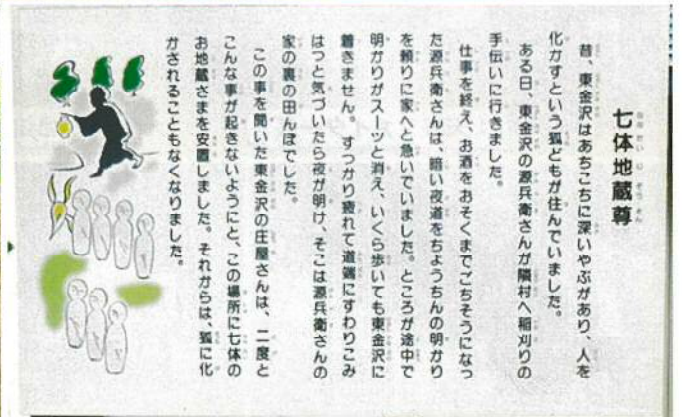 七体地蔵尊
昔、東金沢はあちこちに深いやぶがあり、人を
化かすという狐どもが住んでいました。
ある日、東金沢の源兵衛さんが隣村へ稲刈りの
手伝いに行きました。
仕事を終え、お酒をおそくまでごちそうになっ
た源兵衛さんは、暗い夜道をちょうちんの明かり
を頼りに家へと急いでいました。ところが途中で
明かりがスーッと消え、いくら歩いても東金沢に
着きません。すっかり疲れて道端にすわりこみ
はっと気づいたら夜が明け、そこは源兵衛さんの
家の裏の田んぼでした。
この事を聞いた東金沢の庄屋さんは、二度と
こんな事が起きないようにと、この場所に七体の
お地蔵さまを安置しました。それからは、狐に化
かされることもなくなりました。